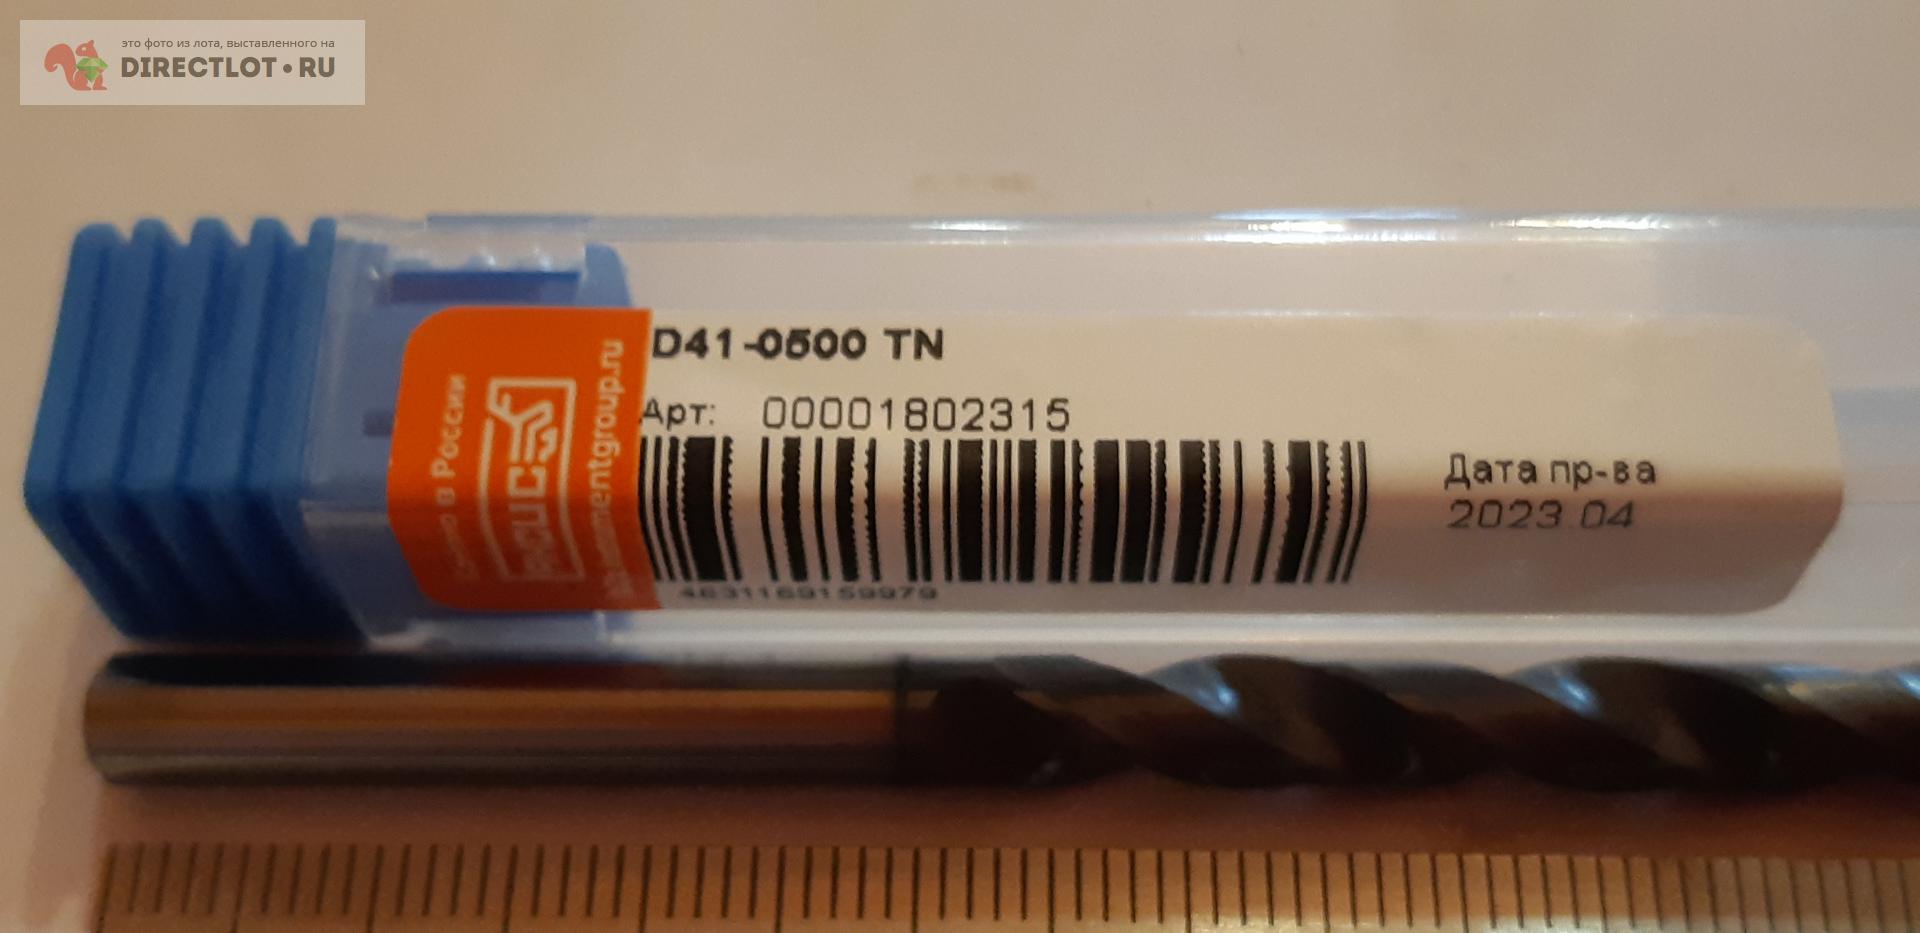 это фото из лота, выставленного на
DIRECTLOT.RU
D41-0500 TN
Арт: 00001802315
4631169159979
Дата пр-ва
2023.04
в России